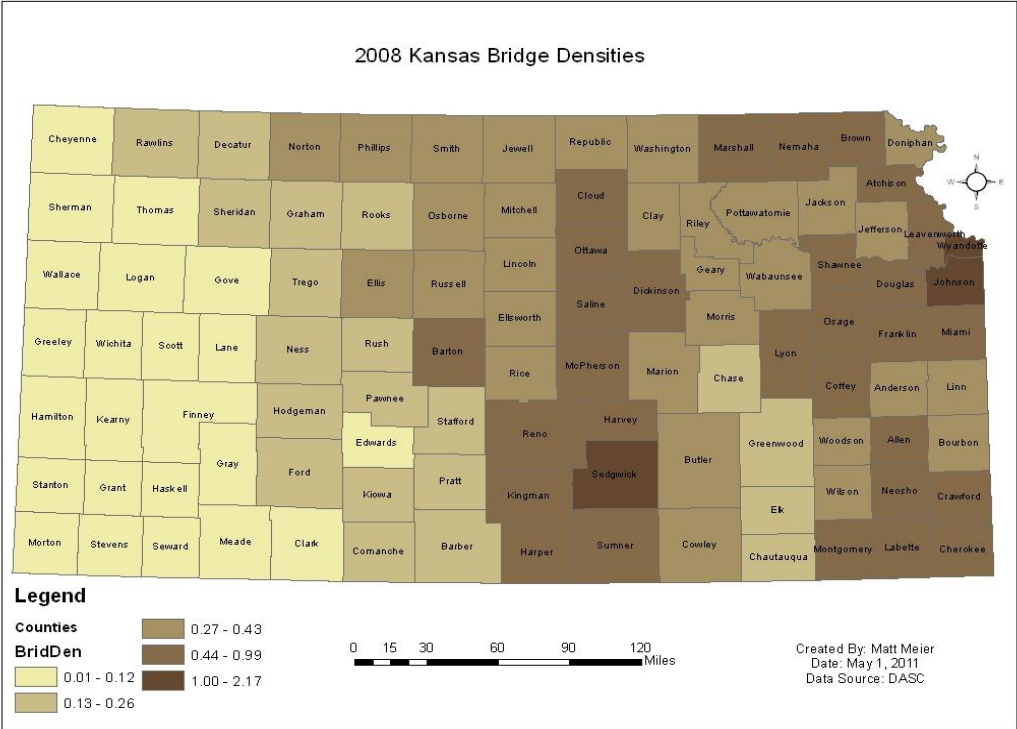 2008 Kansas Bridge Densities
Cheyenne
Rawlins
Decatur
Norton
Phillips
Smith
Jewell
Republic
Washington
Marshall
Nemaha
Brown
Doniphan
Atchison
N
W
E
S
Sherman
Thomas
Sheridan
Graham
Rooks
Osborne
Mitchell
Cloud
Clay
Riley
Pottawatomie
Jackson
Jefferson
Leavenworth
Wyandotte
Wallace
Logan
Gove
Trego
Ellis
Russell
Lincoln
Ottawa
Saline
Dickinson
Geary
Wabaunsee
Shawnee
Douglas
Johnson
Greeley
Wichita
Scott
Lane
Ness
Rush
Barton
Ellsworth
Rice
McPherson
Marion
Morris
Chase
Lyon
Osage
Franklin
Miami
Coffey
Anderson
Linn
Hamilton
Kearny
Finney
Hodgeman
Pawnee
Edwards
Stafford
Reno
Harvey
Sedgwick
Butler
Greenwood
Woodson
Allen
Bourbon
Stanton
Grant
Haskell
Gray
Ford
Kiowa
Pratt
Kingman
Elk
Wilson
Neosho
Crawford
Morton
Stevens
Seward
Meade
Clark
Comanche
Barber
Harper
Sumner
Cowley
Chautauqua
Montgomery
Labette
Cherokee
Legend
Counties
BridDen
0.01 - 0.12
0.13 - 0.26
0.27 - 0.43
0.44 - 0.99
1.00 - 2.17
0 15 30 60 90 120
Miles
Created By: Matt Meier
Date: May 1, 2011
Data Source: DASC